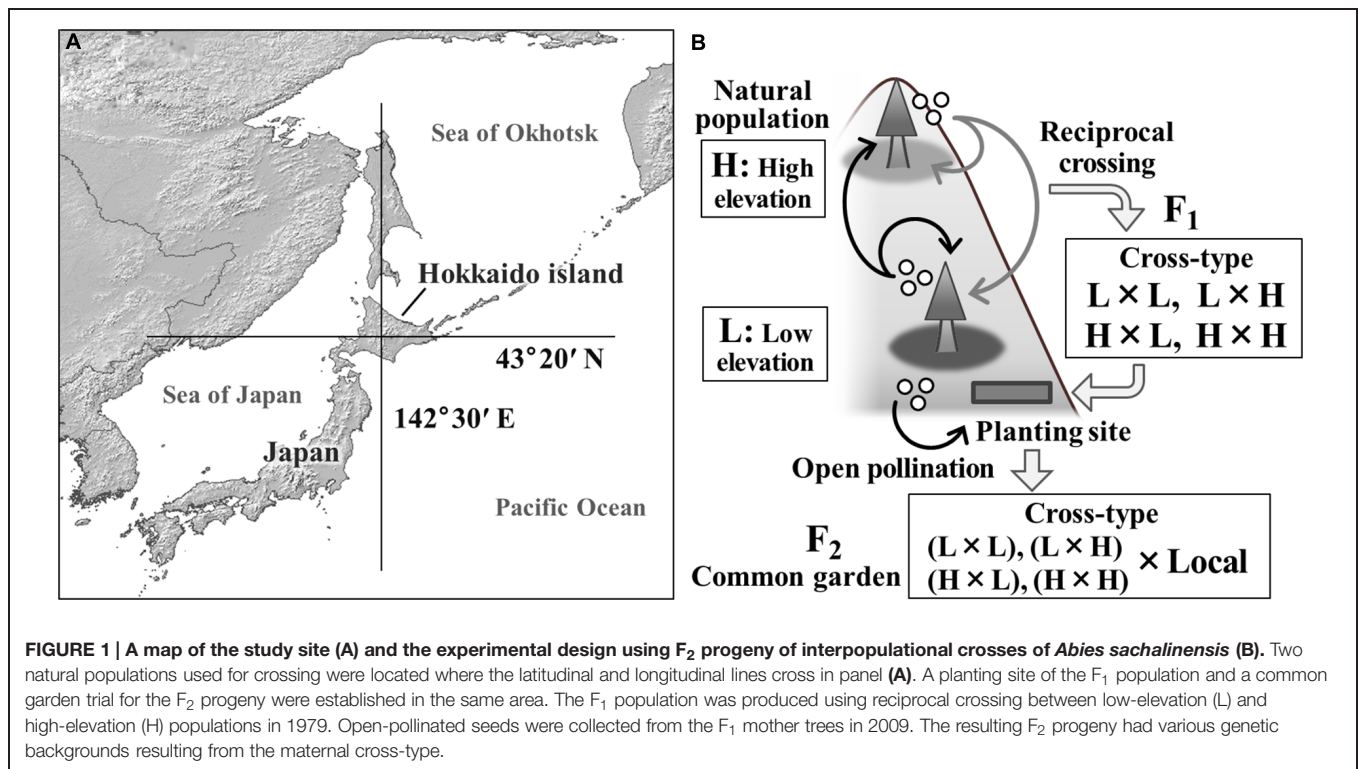 A
Sea of Okhotsk
Hokkaido island
43°20′ N
Sea of Japan
142°30′ E
Japan
Pacific Ocean
B
Natural
population
H: High
elevation
Reciprocal
crossing
F₁
Cross-type
L × L, L × H
H × L, H × H
L: Low
elevation
Planting site
Open pollination
F₂
Common garden
Cross-type
(L × L), (L × H)
(H × L), (H × H)
× Local
FIGURE 1 | A map of the study site (A) and the experimental design using F₂ progeny of interpopulational crosses of Abies sachalinensis (B). Two
natural populations used for crossing were located where the latitudinal and longitudinal lines cross in panel (A). A planting site of the F₁ population and a common
garden trial for the F₂ progeny were established in the same area. The F₁ population was produced using reciprocal crossing between low-elevation (L) and
high-elevation (H) populations in 1979. Open-pollinated seeds were collected from the F₁ mother trees in 2009. The resulting F₂ progeny had various genetic
backgrounds resulting from the maternal cross-type.